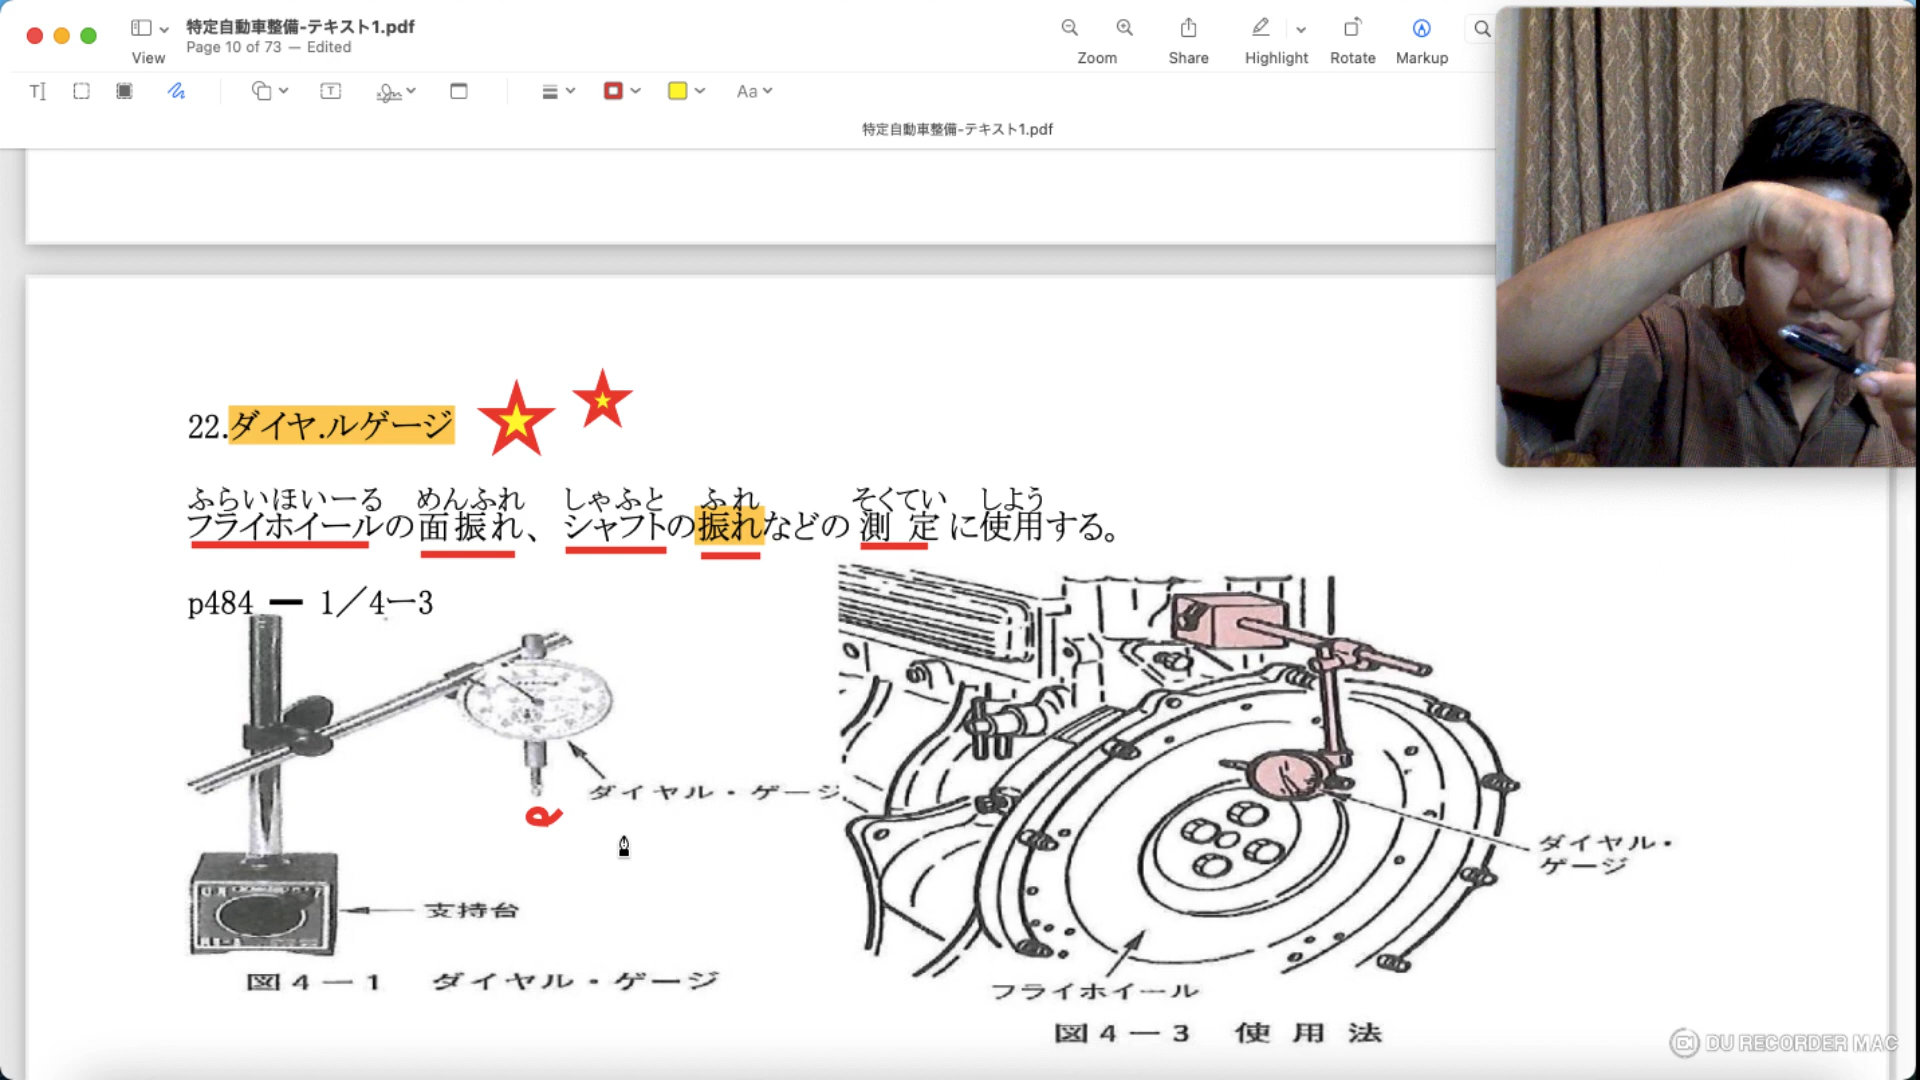 特定自動車整備-テキスト1.pdf
Page 10 of 73 — Edited
View
Zoom
Share
Highlight
Rotate
Markup
Aa
特定自動車整備-テキスト1.pdf
22.ダイヤ.ルゲージ
ふらいほいーる めんふれ しゃふと ふれ そくてい しよう
フライホイールの面振れ、シャフトの振れなどの測定に使用する。
p484 ー 1／4ー3
ダイヤル・ゲージ
支持台
図4－1 ダイヤル・ゲージ
ダイヤル・
ゲージ
フライホイール
図4－3 使用法
DU RECORDER MAC